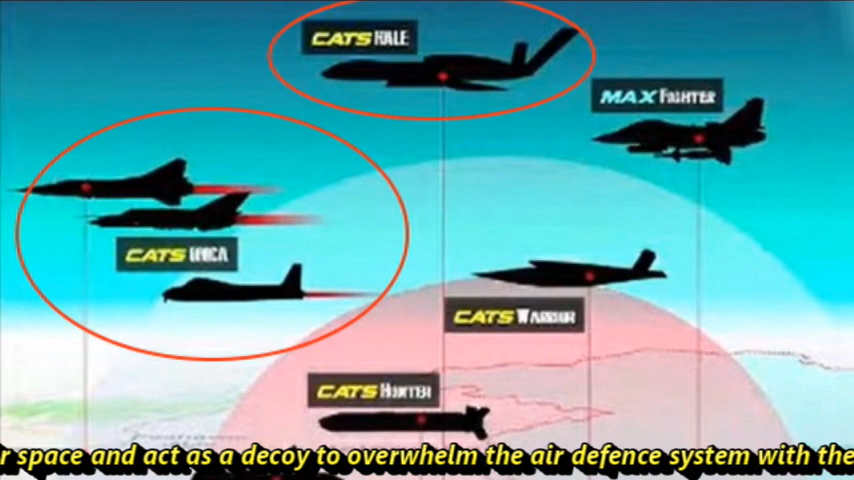 CATS HALE
MAX FIGHTER
CATS
CATS WARRIOR
CATS HUNTER
r space and act as a decoy to overwhelm the air defence system with the